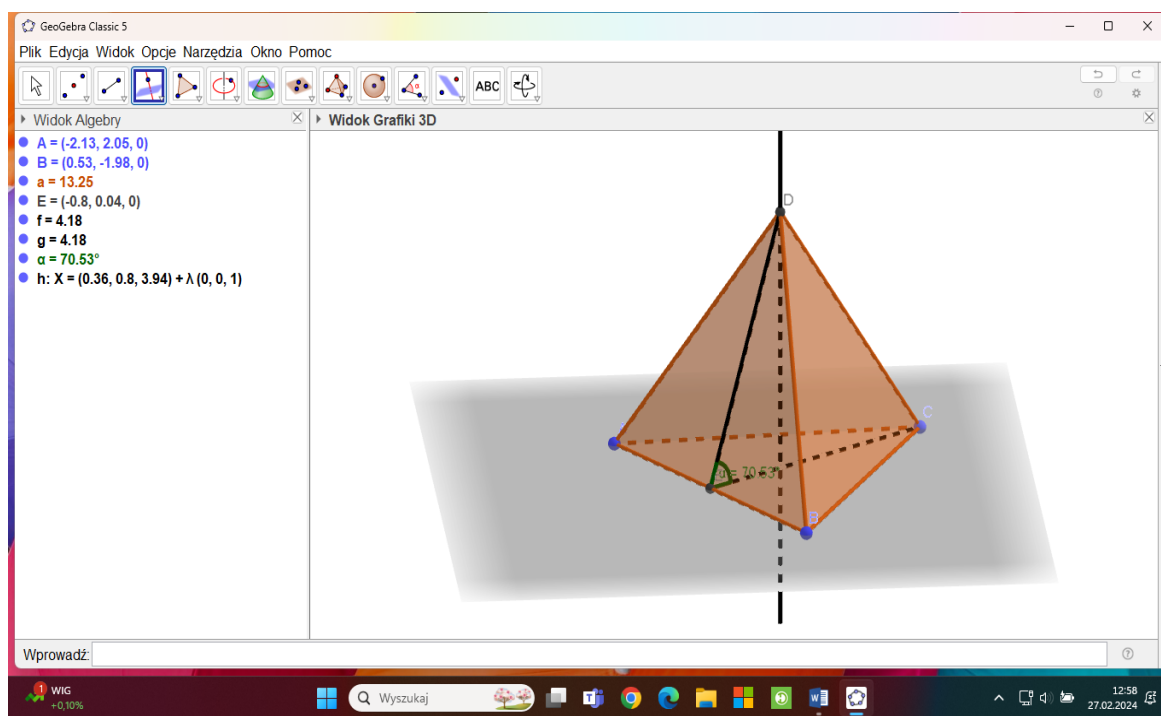 GeoGebra Classic 5
Plik Edycja Widok Opcje Narzędzia Okno Pomoc
ABC
Widok Algebry
Widok Grafiki 3D
A = (-2.13, 2.05, 0)
B = (0.53, -1.98, 0)
a = 13.25
E = (-0.8, 0.04, 0)
f = 4.18
g = 4.18
α = 70.53°
h: X = (0.36, 0.8, 3.94) + λ (0, 0, 1)
D
C
α = 70.53°
B
Wprowadź:
1 WIG
+0,10%
Wyszukaj
12:58
27.02.2024